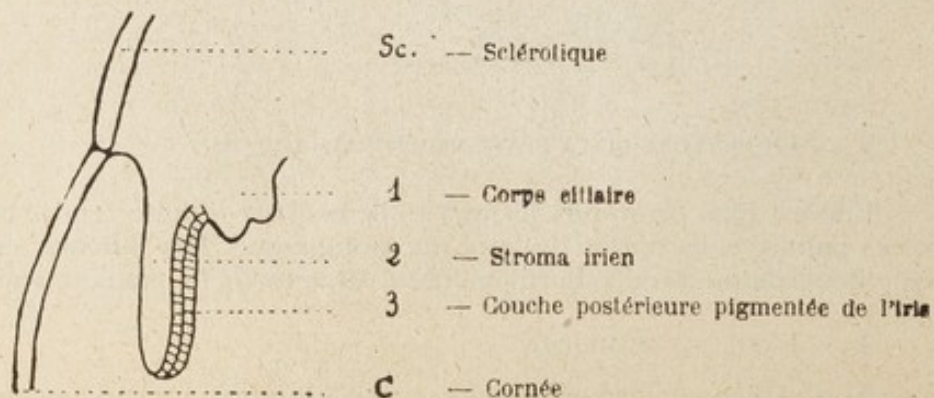 Sc. — Sclérotique
1 — Corps ciliaire
2 — Stroma irien
3 — Couche postérieure pigmentée de l'iris
C — Cornée